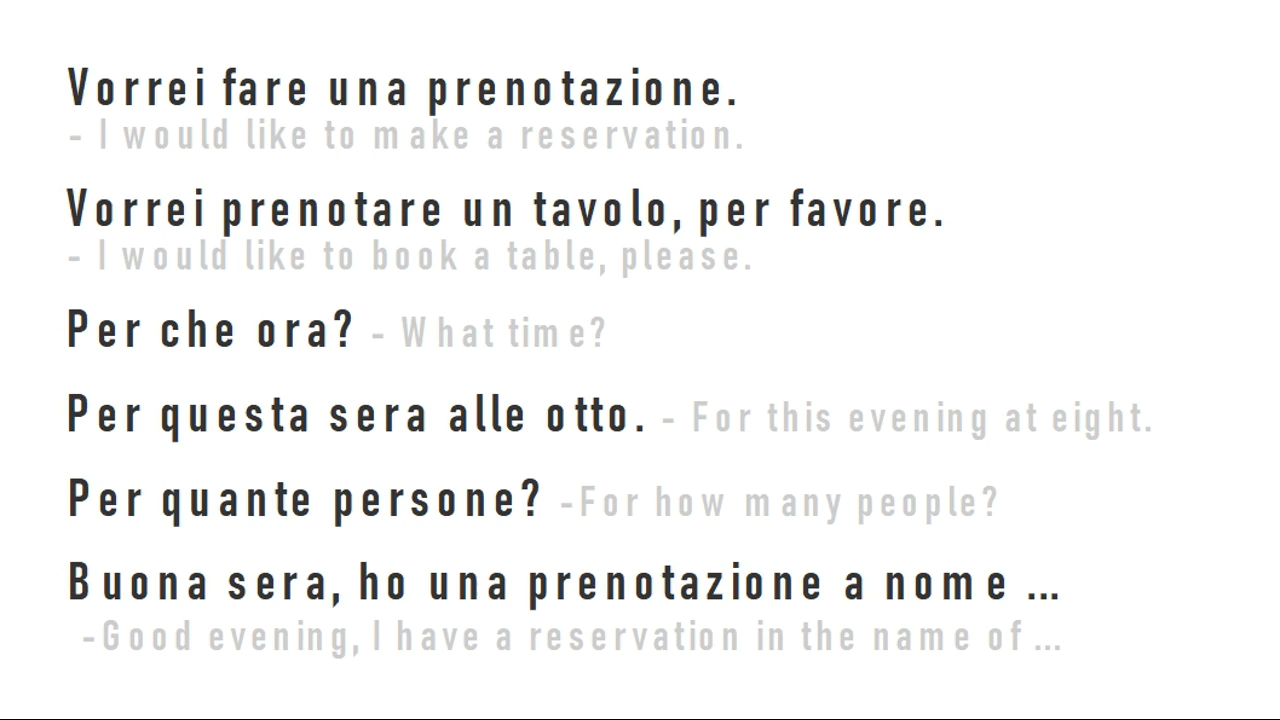 Vorrei fare una prenotazione.
- I would like to make a reservation.
Vorrei prenotare un tavolo, per favore.
- I would like to book a table, please.
Per che ora? - What time?
Per questa sera alle otto. - For this evening at eight.
Per quante persone? -For how many people?
Buona sera, ho una prenotazione a nome ...
-Good evening, I have a reservation in the name of ...